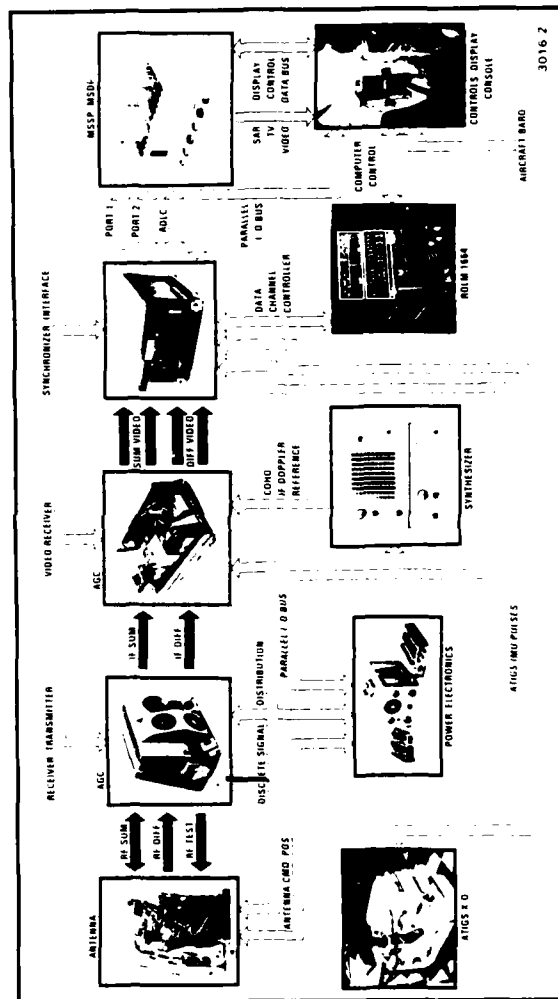 ANTENNA
RF SUM
RF DIFF
RF TEST
ANTENNA CMD POS
ATIGS X O
RECEIVER TRANSMITTER
AGC
IF SUM
IF DIFF
DISCRETE SIGNAL DISTRIBUTION
PARALLEL I O BUS
POWER ELECTRONICS
ATIGS IMU PULSES
VIDEO RECEIVER
AGC
SUM VIDEO
DIFF VIDEO
COHO
IF DOPPLER
REFERENCE
SYNTHESIZER
SYNCHRONIZER INTERFACE
PORT 1
PORT 2
ADLC
DATA
CHANNEL
CONTROLLER
PARALLEL
I O BUS
ROLM 1664
MSSP MSDF
SAR
TV
VIDEO
DISPLAY
CONTROL
DATA BUS
COMPUTER
CONTROL
CONTROLS DISPLAY
CONSOLE
AIRCRAFT BARO
3016 2